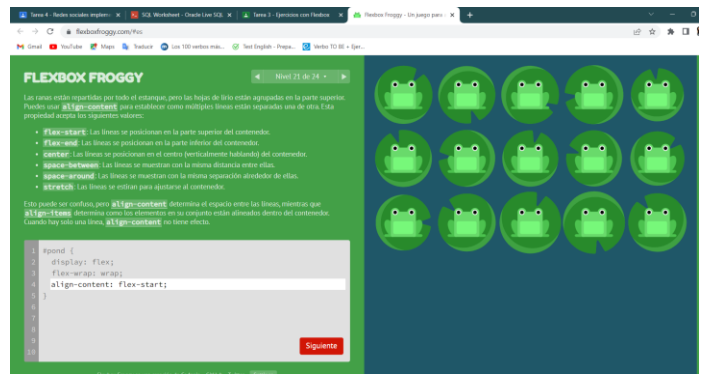 Tarea 4 - Redes sociales implem
SQL Worksheet - Oracle Live SQL
Tarea 3 - Ejercicios con Flexbox
Flexbox Froggy - Un juego para
flexboxfroggy.com/#es
Gmail
YouTube
Maps
Traducir
Los 100 verbos más...
Test English - Prepa...
Verbo TO BE + Ejer...
FLEXBOX FROGGY
Nivel 21 de 24
Las ranas están repartidas por todo el estanque, pero las hojas de lirio están agrupadas en la parte superior.
Puedes usar align-content para establecer como múltiples líneas están separadas una de otra. Esta
propiedad acepta los siguientes valores:
• flex-start: Las líneas se posicionan en la parte superior del contenedor.
• flex-end: Las líneas se posicionan en la parte inferior del contenedor.
• center: Las líneas se posicionan en el centro (verticalmente hablando) del contenedor.
• space-between: Las líneas se muestran con la misma distancia entre ellas.
• space-around: Las líneas se muestran con la misma separación alrededor de ellas.
• stretch: Las líneas se estiran para ajustarse al contenedor.
Esto puede ser confuso, pero align-content determina el espacio entre las líneas, mientras que
align-items determina como los elementos en su conjunto están alineados dentro del contenedor.
Cuando hay solo una línea, align-content no tiene efecto.
1 #pond {
2 display: flex;
3 flex-wrap: wrap;
4 align-content: flex-start;
5 }
6
7
8
9
10
Siguiente